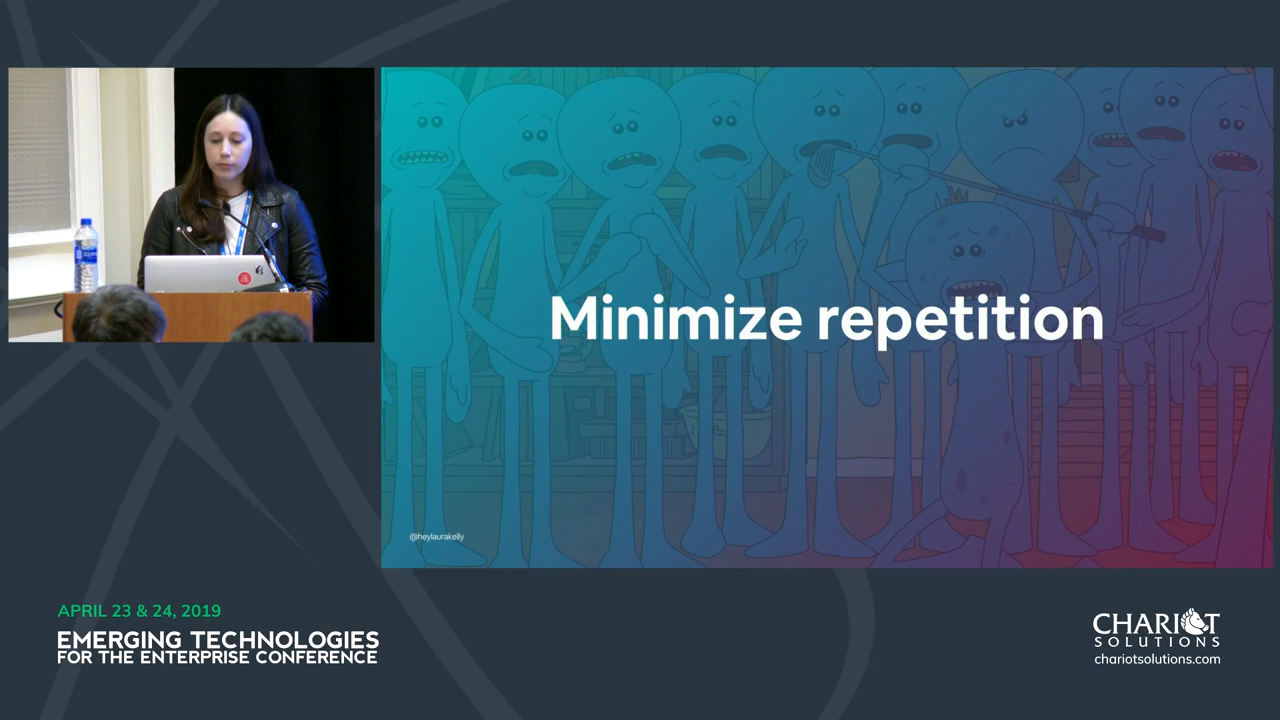 Minimize repetition
@heylaurakelly
APRIL 23 & 24, 2019
EMERGING TECHNOLOGIES
FOR THE ENTERPRISE CONFERENCE
CHARIOT
SOLUTIONS
chariotsolutions.com